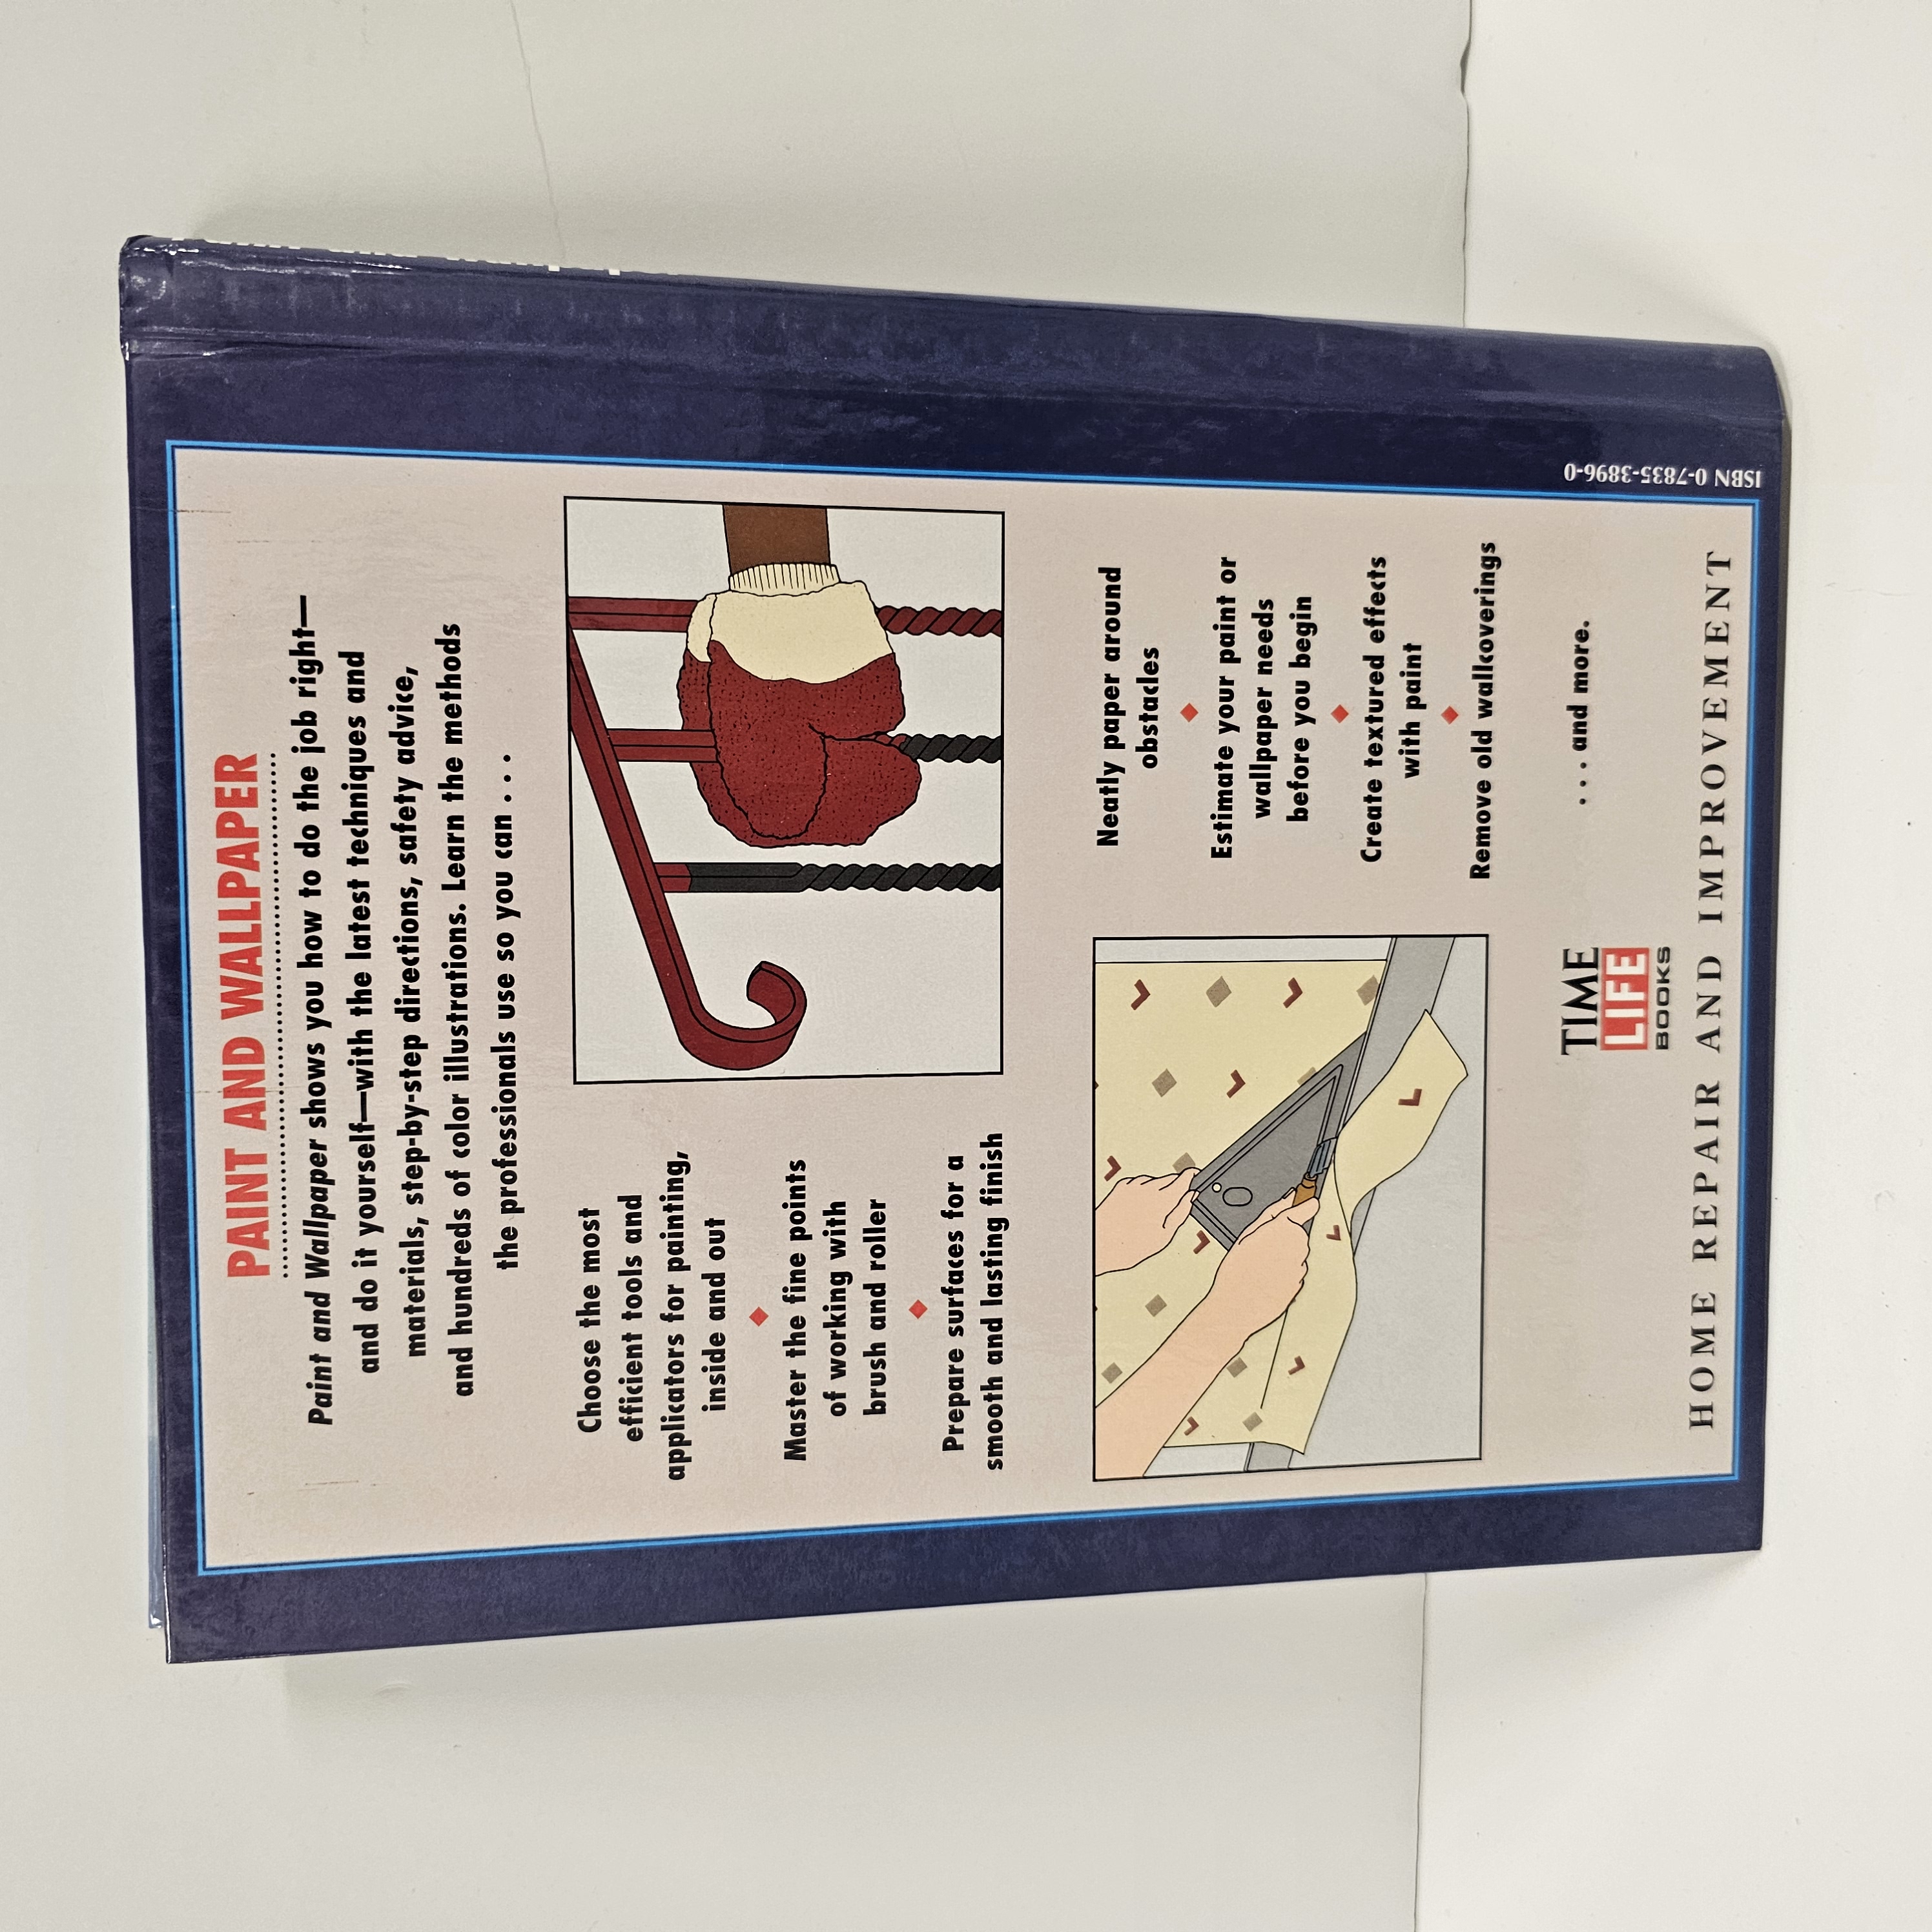 PAINT AND WALLPAPER
Paint and Wallpaper shows you how to do the job right—
and do it yourself—with the latest techniques and
materials, step-by-step directions, safety advice,
and hundreds of color illustrations. Learn the methods
the professionals use so you can . . .
Choose the most
efficient tools and
applicators for painting,
inside and out
Master the fine points
of working with
brush and roller
Prepare surfaces for a
smooth and lasting finish
Neatly paper around
obstacles
Estimate your paint or
wallpaper needs
before you begin
Create textured effects
with paint
Remove old wallcoverings
. . . and more.
TIME
LIFE
BOOKS
HOME REPAIR AND IMPROVEMENT
ISBN 0-7835-3896-0